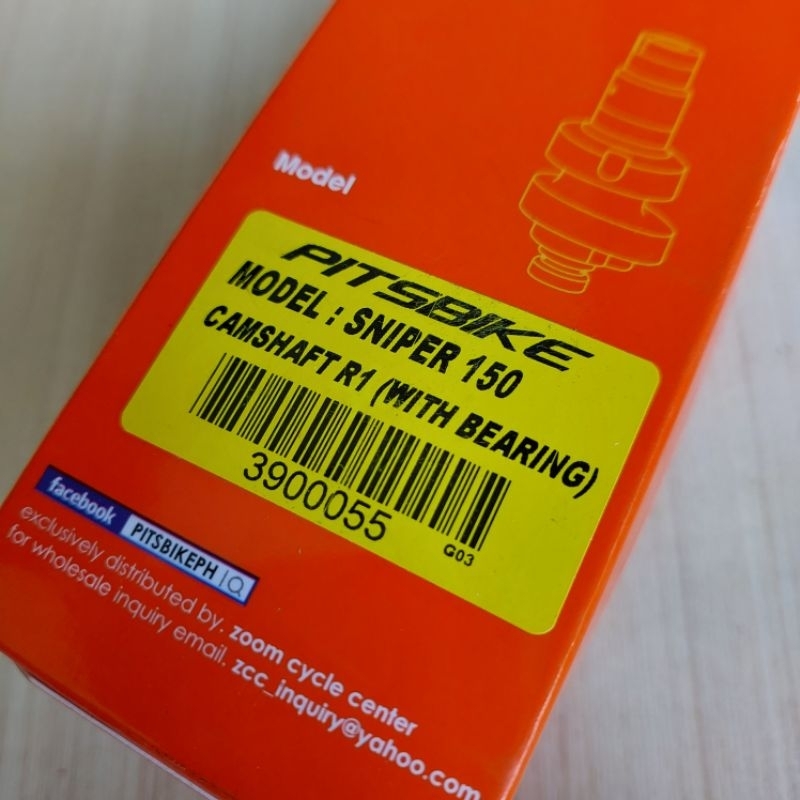 Model
PITSBIKE
MODEL : SNIPER 150
CAMSHAFT R1 (WITH BEARING)
3900055
G03
facebook PITSBIKEPH
exclusively distributed by. zoom cycle center
for wholesale inquiry email. zcc_inquiry@yahoo.com